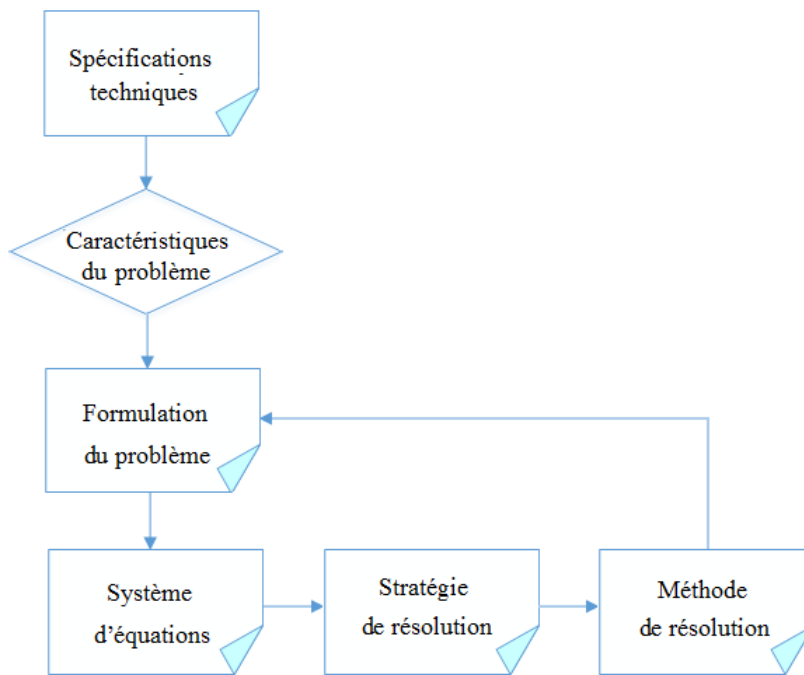 Spécifications
techniques
Caractéristiques
du problème
Formulation
du problème
Système
d’équations
Stratégie
de résolution
Méthode
de résolution